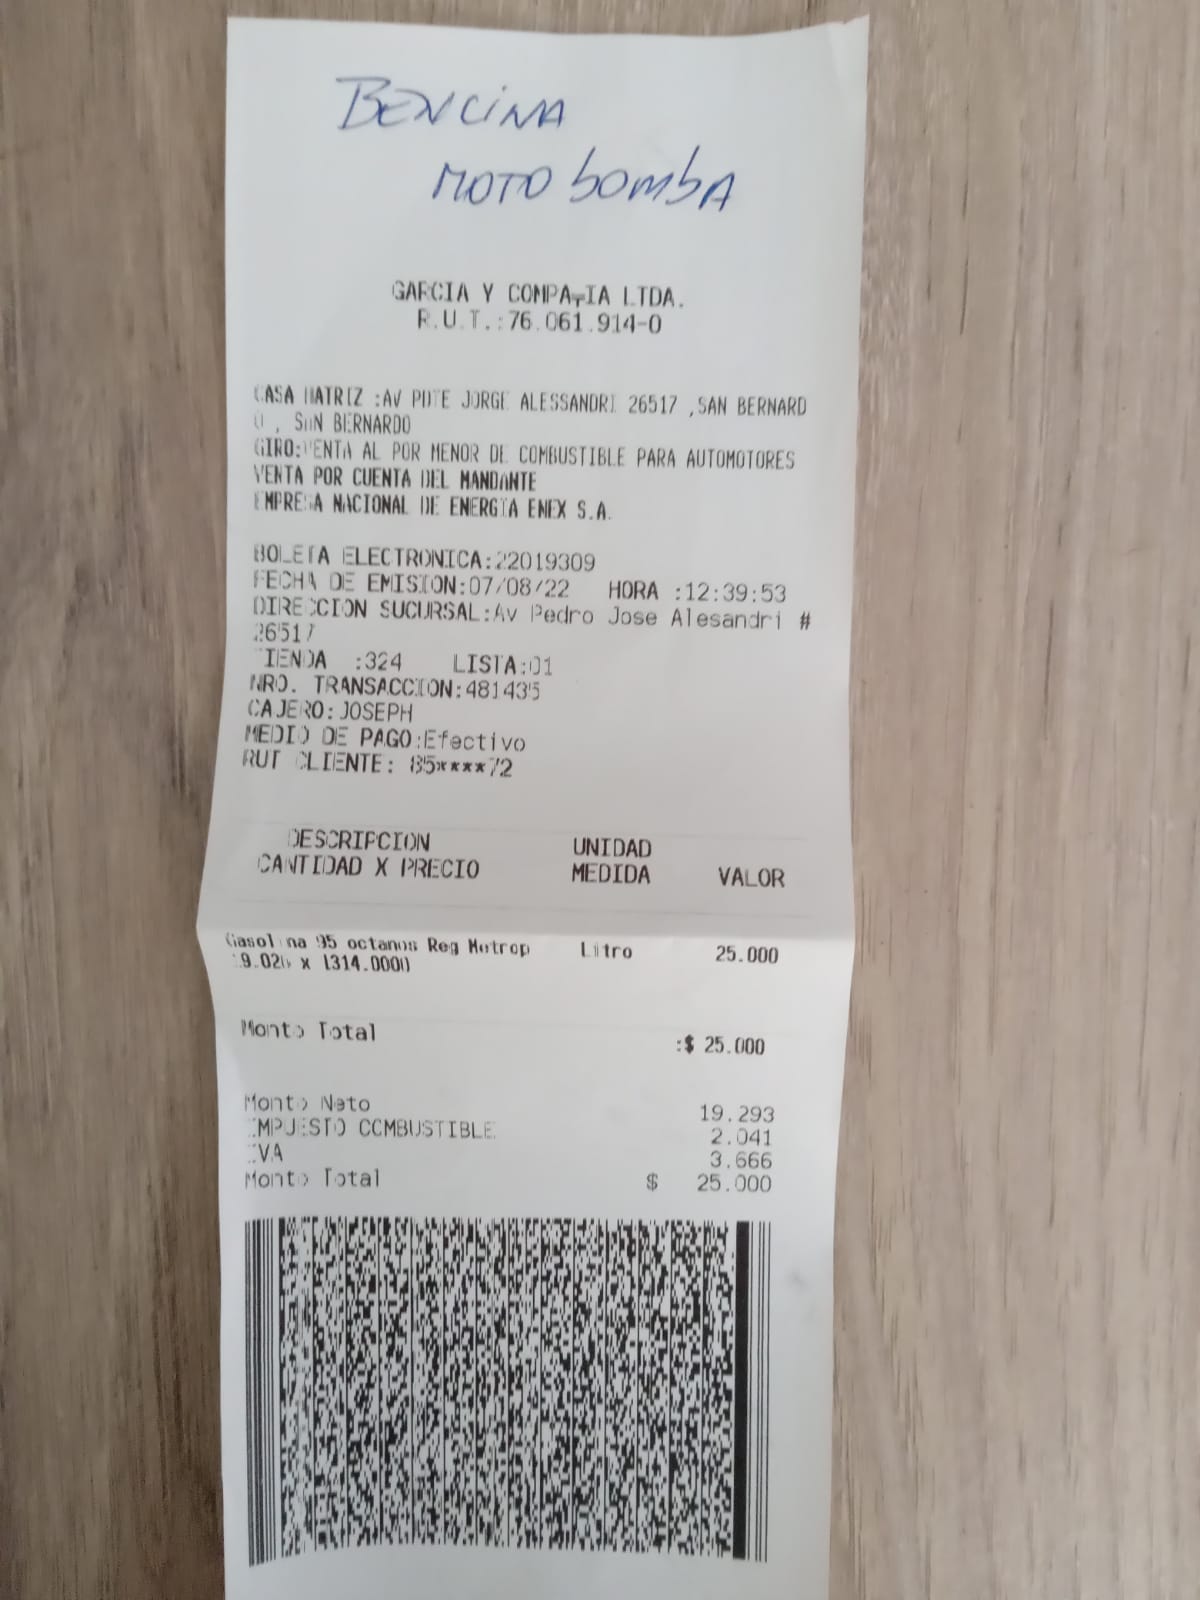 BENCINA
MOTO bombA
GARCIA Y COMPA┬IA LTDA.
R.U.T.:76.061.914-0
CASA MATRIZ :AV PDTE JORGE ALESSANDRI 26517 ,SAN BERNARD
O , SAN BERNARDO
GIRO:VENTA AL POR MENOR DE COMBUSTIBLE PARA AUTOMOTORES
VENTA POR CUENTA DEL MANDANTE
EMPRESA NACIONAL DE ENERGIA ENEX S.A.
BOLETA ELECTRONICA:22019309
FECHA DE EMISION:07/08/22 HORA :12:39:53
DIRECCION SUCURSAL:Av Pedro Jose Alesandri #
26517
TIENDA :324 LISTA:01
NRO. TRANSACCION:481435
CAJERO:JOSEPH
MEDIO DE PAGO:Efectivo
RUT CLIENTE: 85****72
DESCRIPCION UNIDAD
CANTIDAD X PRECIO MEDIDA VALOR
Gasolina 95 octanos Reg Metrop Litro 25.000
19.026 x 1314.0000
Monto Total :$ 25.000
Monto Neto 19.293
IMPUESTO COMBUSTIBLE 2.041
IVA 3.666
Monto Total $ 25.000